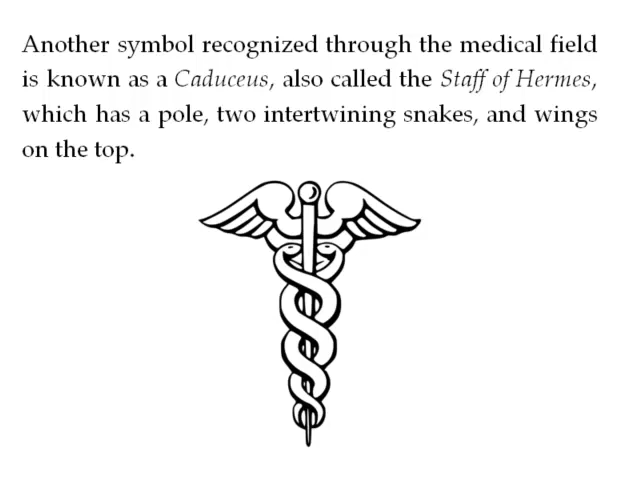 Another symbol recognized through the medical field
is known as a Caduceus, also called the Staff of Hermes,
which has a pole, two intertwining snakes, and wings
on the top.